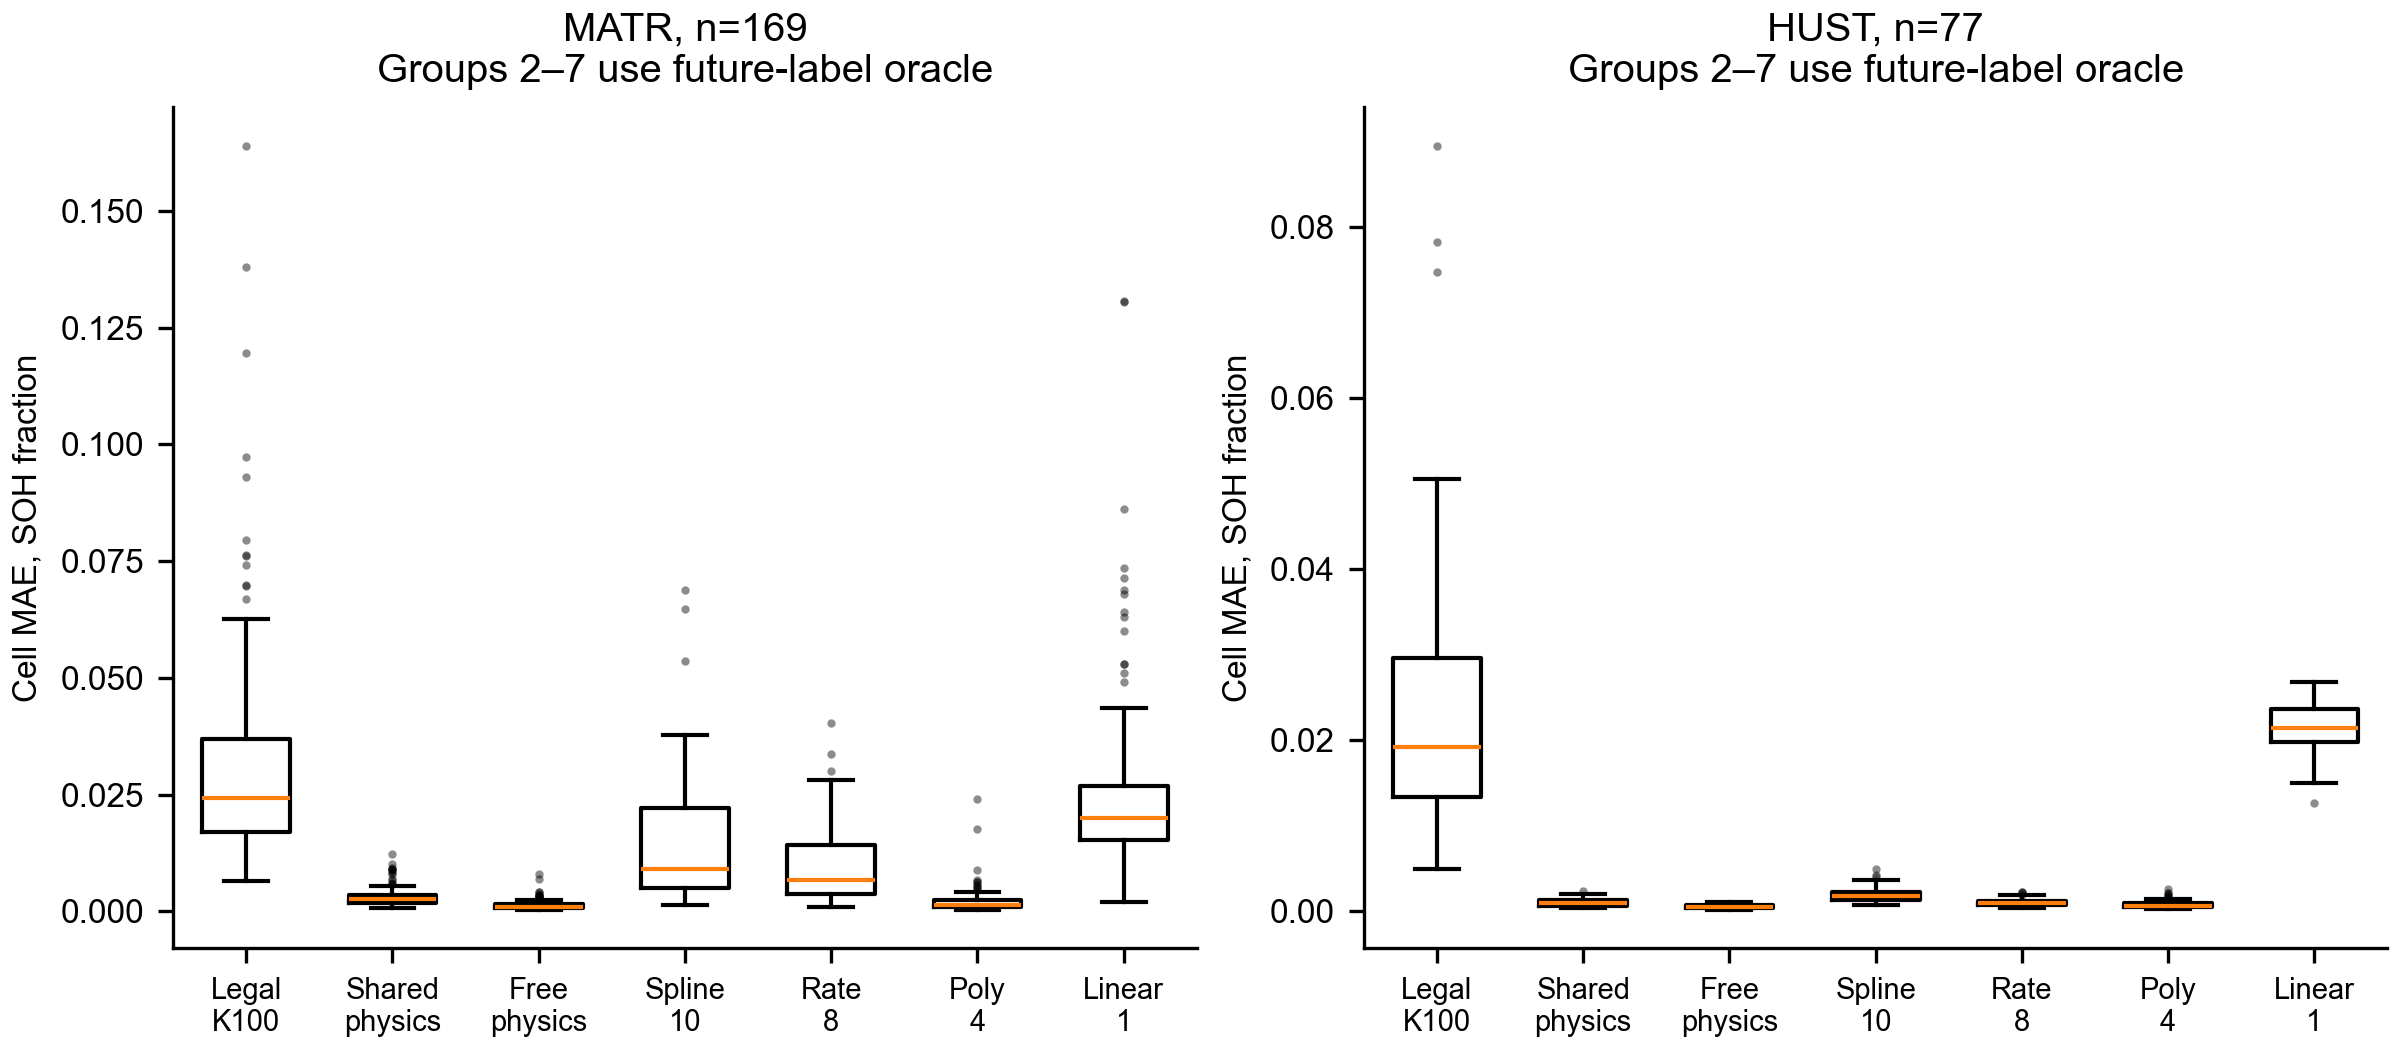 MATR, n=169
Groups 2–7 use future-label oracle
Cell MAE, SOH fraction
0.150
0.125
0.100
0.075
0.050
0.025
0.000
Legal
K100
Shared
physics
Free
physics
Spline
10
Rate
8
Poly
4
Linear
1
HUST, n=77
Groups 2–7 use future-label oracle
Cell MAE, SOH fraction
0.08
0.06
0.04
0.02
0.00
Legal
K100
Shared
physics
Free
physics
Spline
10
Rate
8
Poly
4
Linear
1